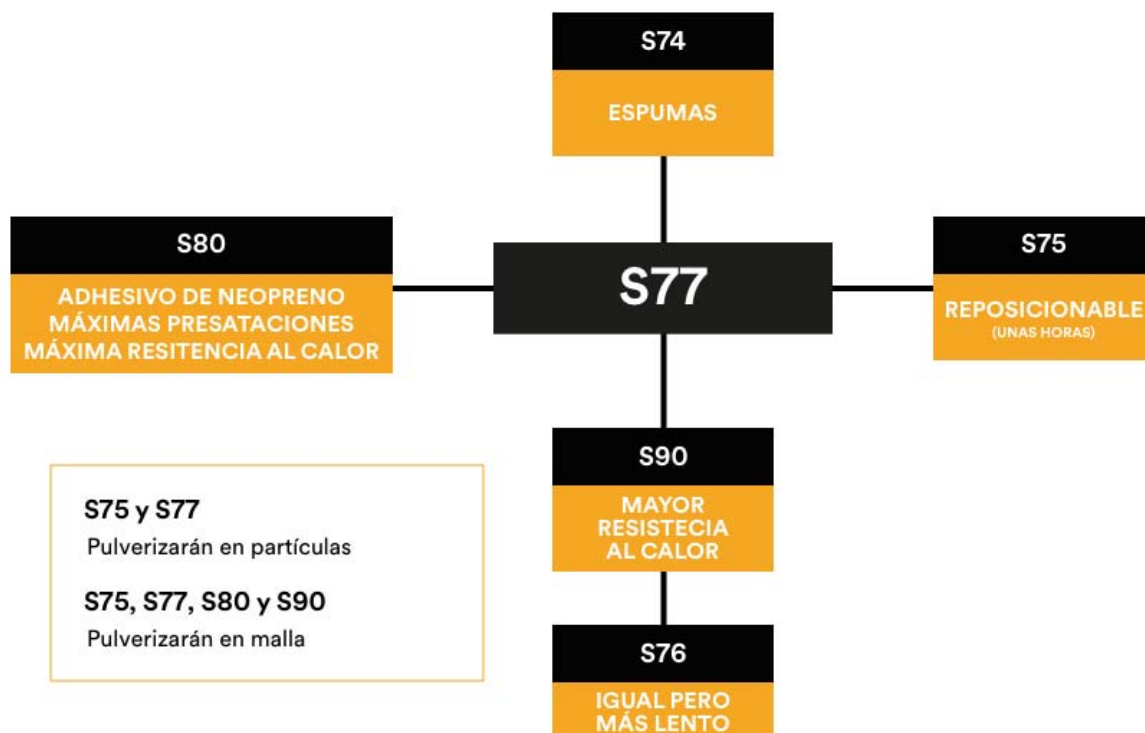 S74
ESPUMAS
S80
ADHESIVO DE NEOPRENO
MÁXIMAS PRESATACIONES
MÁXIMA RESITENCIA AL CALOR
S77
S75
REPOSICIONABLE
(UNAS HORAS)
S90
MAYOR
RESISTECIA
AL CALOR
S75 y S77
Pulverizarán en partículas
S75, S77, S80 y S90
Pulverizarán en malla
S76
IGUAL PERO
MÁS LENTO